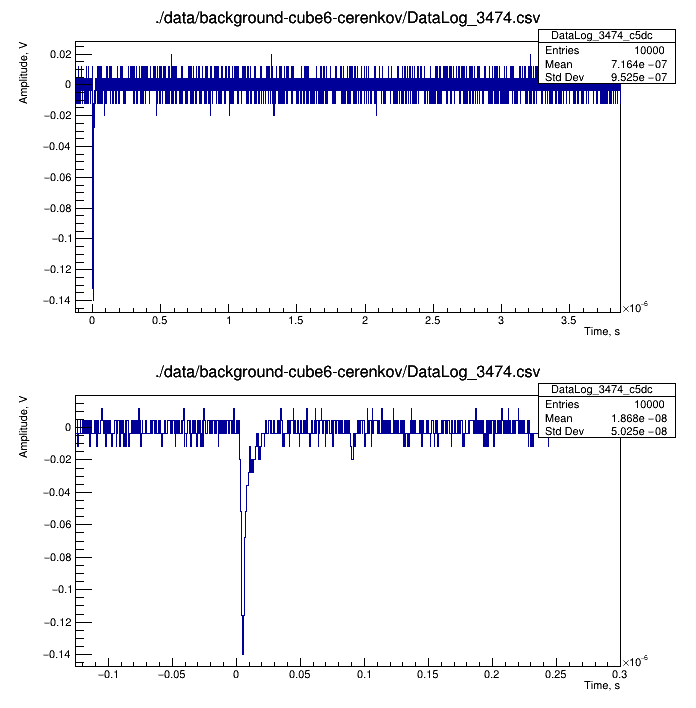 ./data/background-cube6-cerenkov/DataLog_3474.csv
DataLog_3474_c5dc
Entries 10000
Mean 7.164e −07
Std Dev 9.525e −07
Amplitude, V
0.02
0
−0.02
−0.04
−0.06
−0.08
−0.1
−0.12
−0.14
0 0.5 1 1.5 2 2.5 3 3.5
×10⁻⁶
Time, s
./data/background-cube6-cerenkov/DataLog_3474.csv
DataLog_3474_c5dc
Entries 10000
Mean 1.868e −08
Std Dev 5.025e −08
Amplitude, V
0
−0.02
−0.04
−0.06
−0.08
−0.1
−0.12
−0.14
−0.1 −0.05 0 0.05 0.1 0.15 0.2 0.25 0.3
×10⁻⁶
Time, s